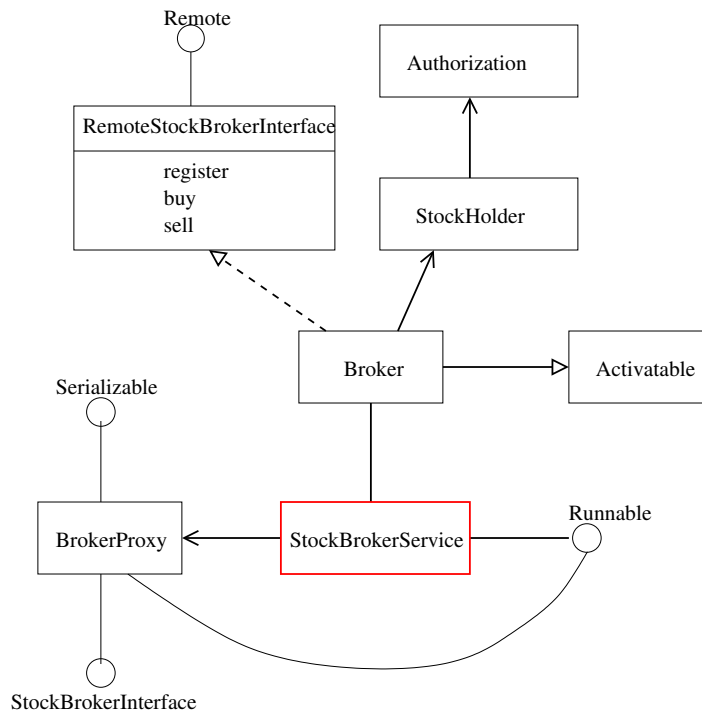 Remote
Authorization
RemoteStockBrokerInterface
register
buy
sell
StockHolder
Broker
Activatable
Serializable
Runnable
BrokerProxy
StockBrokerService
StockBrokerInterface